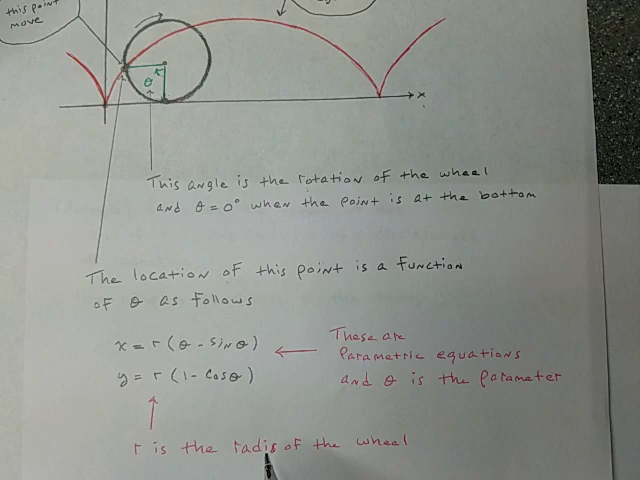 this point
move
θ
x
This angle is the rotation of the wheel
and θ = 0° when the point is at the bottom
The location of this point is a function
of θ as follows
x = r(θ - sin θ)
y = r(1 - cos θ)
These are
parametric equations
and θ is the parameter
r is the radis of the wheel